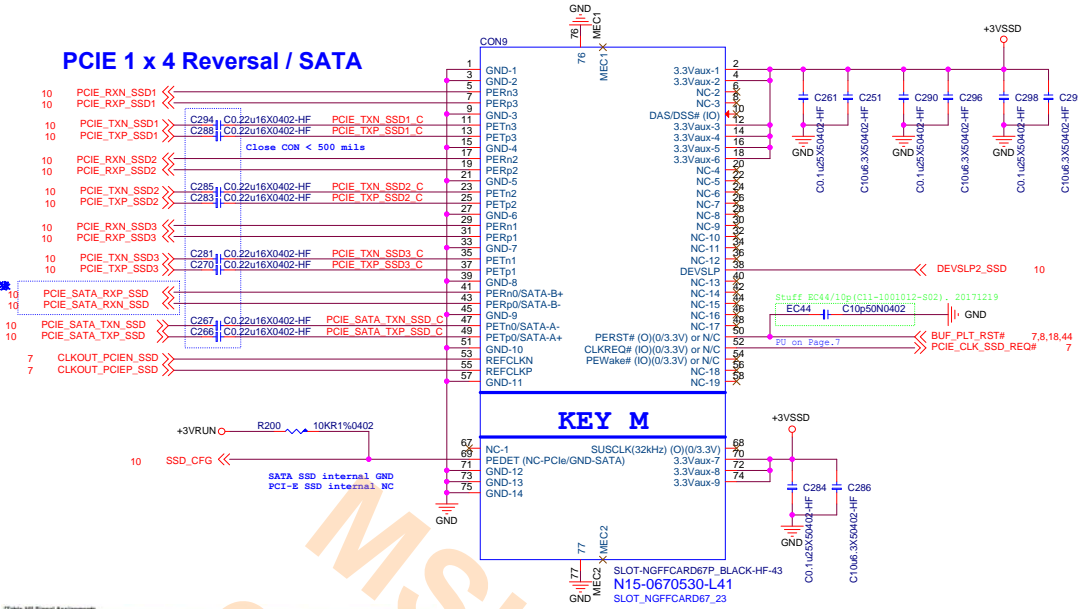 PCIE 1 x 4 Reversal / SATA
GND
76
MEC1
CON9
76
MEC1
+3VSSD
1 GND-1
3 GND-2
10 PCIE_RXN_SSD1 5 PERn3
10 PCIE_RXP_SSD1 7 PERp3
9 GND-3
10 PCIE_TXN_SSD1 C294 C0.22u16X0402-HF PCIE_TXN_SSD1_C 11 PETn3
10 PCIE_TXP_SSD1 C288 C0.22u16X0402-HF PCIE_TXP_SSD1_C 13 PETp3
Close CON < 500 mils
15 GND-4
10 PCIE_RXN_SSD2 17 PERn2
10 PCIE_RXP_SSD2 19 PERp2
21 GND-5
10 PCIE_TXN_SSD2 C285 C0.22u16X0402-HF PCIE_TXN_SSD2_C 23 PETn2
10 PCIE_TXP_SSD2 C283 C0.22u16X0402-HF PCIE_TXP_SSD2_C 25 PETp2
27 GND-6
10 PCIE_RXN_SSD3 29 PERn1
10 PCIE_RXP_SSD3 31 PERp1
33 GND-7
10 PCIE_TXN_SSD3 C281 C0.22u16X0402-HF PCIE_TXN_SSD3_C 35 PETn1
10 PCIE_TXP_SSD3 C270 C0.22u16X0402-HF PCIE_TXP_SSD3_C 37 PETp1
39 GND-8
10 PCIE_SATA_RXP_SSD 41 PERn0/SATA-B+
10 PCIE_SATA_RXN_SSD 43 PERp0/SATA-B-
45 GND-9
10 PCIE_SATA_TXN_SSD C267 C0.22u16X0402-HF PCIE_SATA_TXN_SSD_C 47 PETn0/SATA-A-
10 PCIE_SATA_TXP_SSD C266 C0.22u16X0402-HF PCIE_SATA_TXP_SSD_C 49 PETp0/SATA-A+
51 GND-10
7 CLKOUT_PCIEN_SSD 53 REFCLKN
7 CLKOUT_PCIEP_SSD 55 REFCLKP
57 GND-11
3.3Vaux-1 2
3.3Vaux-2 4
NC-2 6
NC-3 8
DAS/DSS# (IO) 10
3.3Vaux-3 12
3.3Vaux-4 14
3.3Vaux-5 16
3.3Vaux-6 18
NC-4 20
NC-5 22
NC-6 24
NC-7 26
NC-8 28
NC-9 30
NC-10 32
NC-11 34
NC-12 36
DEVSLP 38 DEVSLP2_SSD 10
NC-13 40
NC-14 42
NC-15 44
NC-16 46
NC-17 48
PERST# (O)(0/3.3V) or N/C 50 BUF_PLT_RST# 7,8,18,44
CLKREQ# (IO)(0/3.3V) or N/C 52 PCIE_CLK_SSD_REQ# 7
PEWake# (IO)(0/3.3V) or N/C 54
NC-18 56
NC-19 58
C261 C251 C290 C296 C298 C29
GND GND GND
C0.1u25X50402-HF
C10u6.3X50402-HF
C0.1u25X50402-HF
C10u6.3X50402-HF
C0.1u25X50402-HF
C10u6.3X50402-HF
Stuff EC44/10p(C11-1001012-S02). 20171219
EC44 C10p50N0402 GND
PU on Page.7
KEY M
+3VRUN R200 10KR1%0402
10 SSD_CFG
SATA SSD internal GND
PCI-E SSD internal NC
67 NC-1
69 PEDET (NC-PCIe/GND-SATA)
71 GND-12
73 GND-13
75 GND-14
GND
SUSCLK(32kHz) (O)(0/3.3V) 68
3.3Vaux-7 70
3.3Vaux-8 72
3.3Vaux-9 74
+3VSSD
C284 C286
GND
C0.1u25X50402-HF
C10u6.3X50402-HF
77
MEC2
77
MEC2
GND
SLOT-NGFFCARD67P_BLACK-HF-43
N15-0670530-L41
SLOT_NGFFCARD67_23